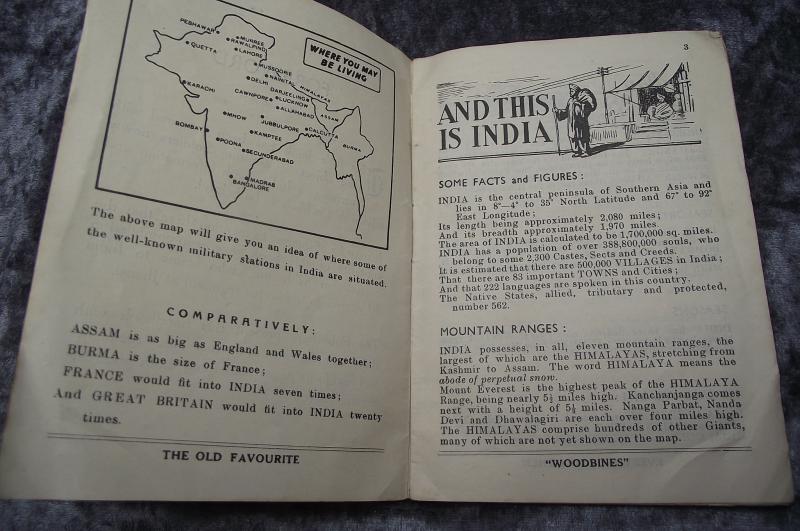 WHERE YOU MAY
BE LIVING
PESHAWAR
MURREE
RAWALPINDI
LAHORE
QUETTA
MUSSOORIE
NAINITAL
HIMALAYAS
DELHI
DARJEELING
CAWNPORE
LUCKNOW
ASSAM
KARACHI
ALLAHABAD
MHOW
JUBBULPORE
CALCUTTA
BURMA
BOMBAY
KAMPTEE
POONA
SECUNDERABAD
MADRAS
BANGALORE
The above map will give you an idea of where some of
the well-known military stations in India are situated.
COMPARATIVELY:
ASSAM is as big as England and Wales together;
BURMA is the size of France;
FRANCE would fit into INDIA seven times;
And GREAT BRITAIN would fit into INDIA twenty
times.
THE OLD FAVOURITE
3
AND THIS
IS INDIA
SOME FACTS and FIGURES :
INDIA is the central peninsula of Southern Asia and
lies in 8°—4° to 35° North Latitude and 67° to 92°
East Longitude;
Its length being approximately 2,080 miles;
And its breadth approximately 1,970 miles.
The area of INDIA is calculated to be 1,700,000 sq. miles.
INDIA has a population of over 388,800,000 souls, who
belong to some 2,300 Castes, Sects and Creeds.
It is estimated that there are 500,000 VILLAGES in India;
That there are 83 important TOWNS and Cities;
And that 222 languages are spoken in this country.
The Native States, allied, tributary and protected,
number 562.
MOUNTAIN RANGES :
INDIA possesses, in all, eleven mountain ranges, the
largest of which are the HIMALAYAS, stretching from
Kashmir to Assam. The word HIMALAYA means the
abode of perpetual snow.
Mount Everest is the highest peak of the HIMALAYA
Range, being nearly 5½ miles high. Kanchanjanga comes
next with a height of 5¼ miles. Nanga Parbat, Nanda
Devi and Dhawalagiri are each over four miles high.
The HIMALAYAS comprise hundreds of other Giants,
many of which are not yet shown on the map.
"WOODBINES"